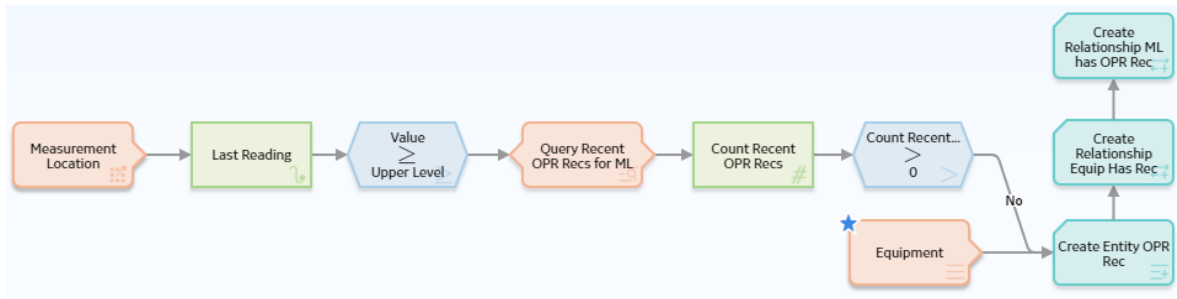 Create
Relationship ML
has OPR Rec
Measurement
Location
Last Reading
Value
≥
Upper Level
Query Recent
OPR Recs for ML
Count Recent
OPR Recs
#
Count Recent...
>
0
Create
Relationship
Equip Has Rec
No
Equipment
Create Entity OPR
Rec